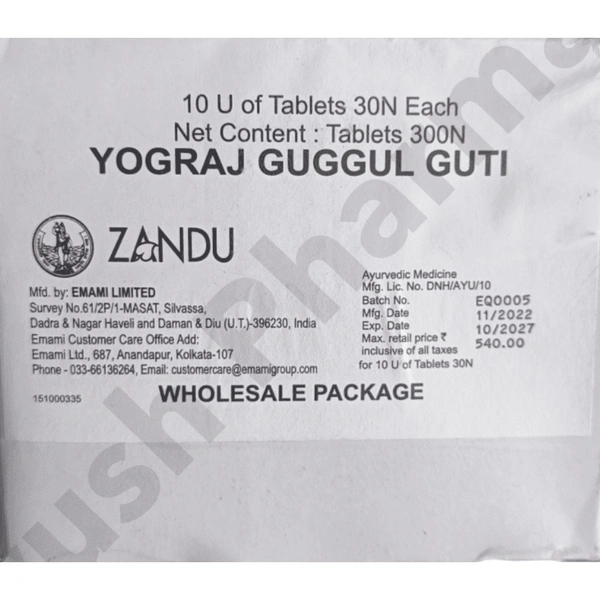 10 U of Tablets 30N Each
Net Content : Tablets 300N
YOGRAJ GUGGUL GUTI
ZANDU
Mfd. by: EMAMI LIMITED
Survey No.61/2P/1-MASAT, Silvassa,
Dadra & Nagar Haveli and Daman & Diu (U.T.)-396230, India
Emami Customer Care Office Add:
Emami Ltd., 687, Anandapur, Kolkata-107
Phone - 033-66136264, Email: customercare@emamigroup.com
151000335
Ayurvedic Medicine
Mfg. Lic. No. DNH/AYU/10
Batch No. EQ0005
Mfg. Date 11/2022
Exp. Date 10/2027
Max. retail price ₹ 540.00
inclusive of all taxes
for 10 U of Tablets 30N
WHOLESALE PACKAGE
ush Pharma